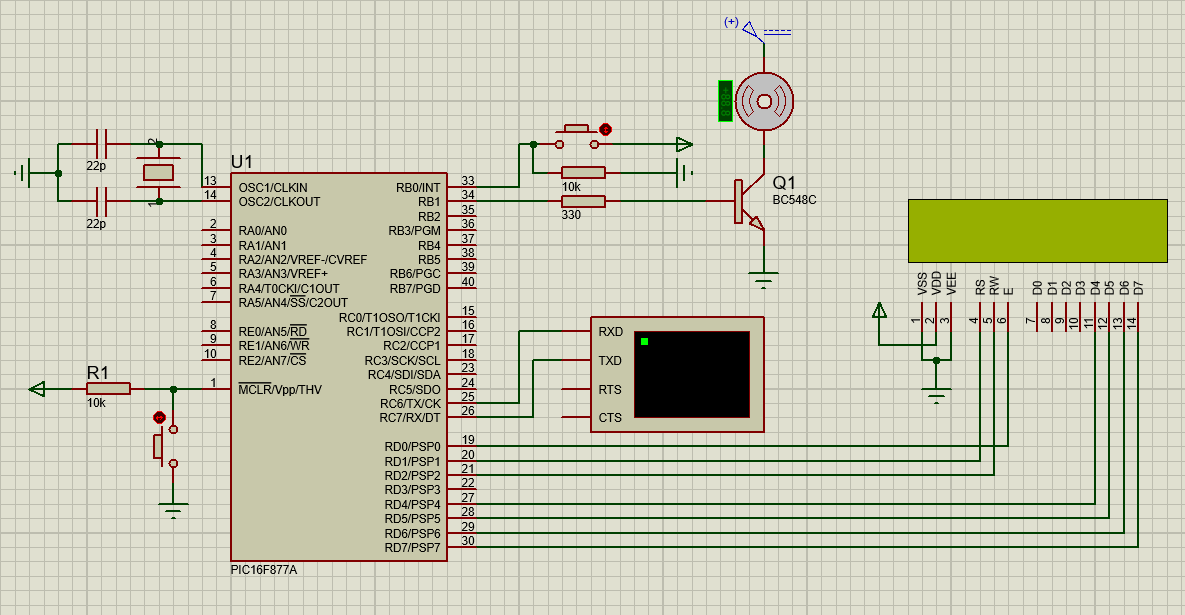 (+)
22p
2
1
22p
U1
13 OSC1/CLKIN
14 OSC2/CLKOUT
2 RA0/AN0
3 RA1/AN1
4 RA2/AN2/VREF-/CVREF
5 RA3/AN3/VREF+
6 RA4/T0CKI/C1OUT
7 RA5/AN4/SS/C2OUT
8 RE0/AN5/RD
9 RE1/AN6/WR
10 RE2/AN7/CS
1 MCLR/Vpp/THV
RB0/INT 33
RB1 34
RB2 35
RB3/PGM 36
RB4 37
RB5 38
RB6/PGC 39
RB7/PGD 40
RC0/T1OSO/T1CKI 15
RC1/T1OSI/CCP2 16
RC2/CCP1 17
RC3/SCK/SCL 18
RC4/SDI/SDA 23
RC5/SDO 24
RC6/TX/CK 25
RC7/RX/DT 26
RD0/PSP0 19
RD1/PSP1 20
RD2/PSP2 21
RD3/PSP3 22
RD4/PSP4 27
RD5/PSP5 28
RD6/PSP6 29
RD7/PSP7 30
PIC16F877A
R1
10k
10k
330
Q1
BC548C
RXD
TXD
RTS
CTS
VSS VDD VEE RS RW E D0 D1 D2 D3 D4 D5 D6 D7
1 2 3 4 5 6 7 8 9 10 11 12 13 14